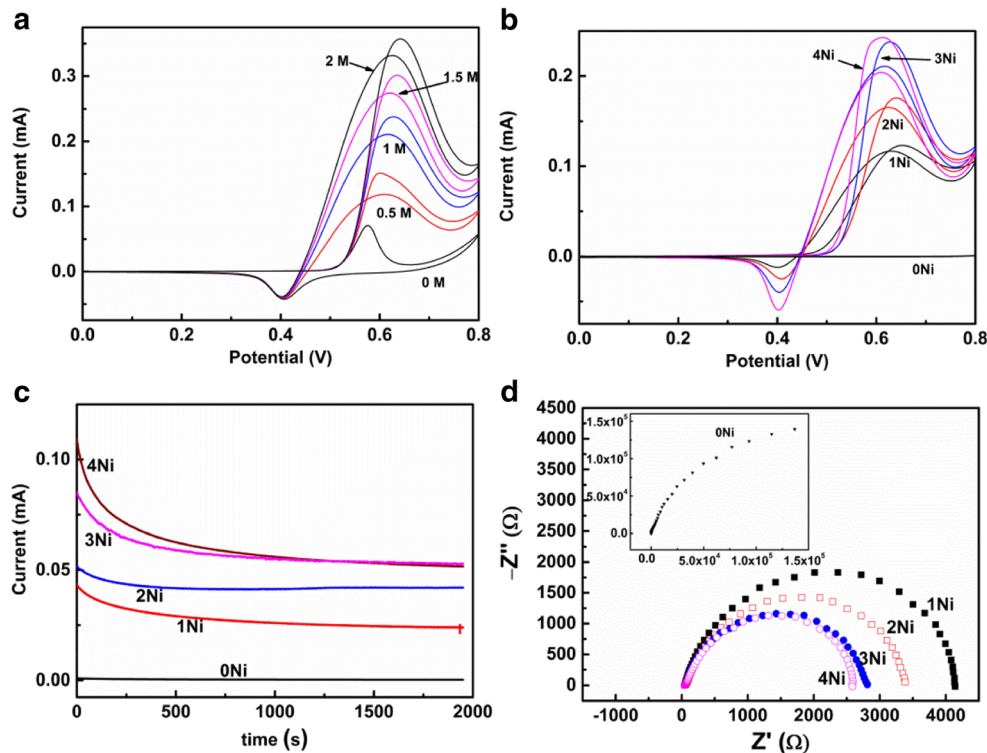 a
Current (mA)
0.3
0.2
0.1
0.0
2 M
1.5 M
1 M
0.5 M
0 M
0.0 0.2 0.4 0.6 0.8
Potential (V)
b
Current (mA)
0.2
0.1
0.0
4Ni
3Ni
2Ni
1Ni
0Ni
0.0 0.2 0.4 0.6 0.8
Potential (V)
c
Current (mA)
0.10
0.05
0.00
4Ni
3Ni
2Ni
1Ni
0Ni
0 500 1000 1500 2000
time (s)
d
−Z'' (Ω)
4500
4000
3500
3000
2500
2000
1500
1000
500
0
1.5x10⁵
1.0x10⁵
5.0x10⁴
0.0
0Ni
0.0 5.0x10⁴ 1.0x10⁵ 1.5x10⁵
1Ni
2Ni
3Ni
4Ni
-1000 0 1000 2000 3000 4000
Z' (Ω)